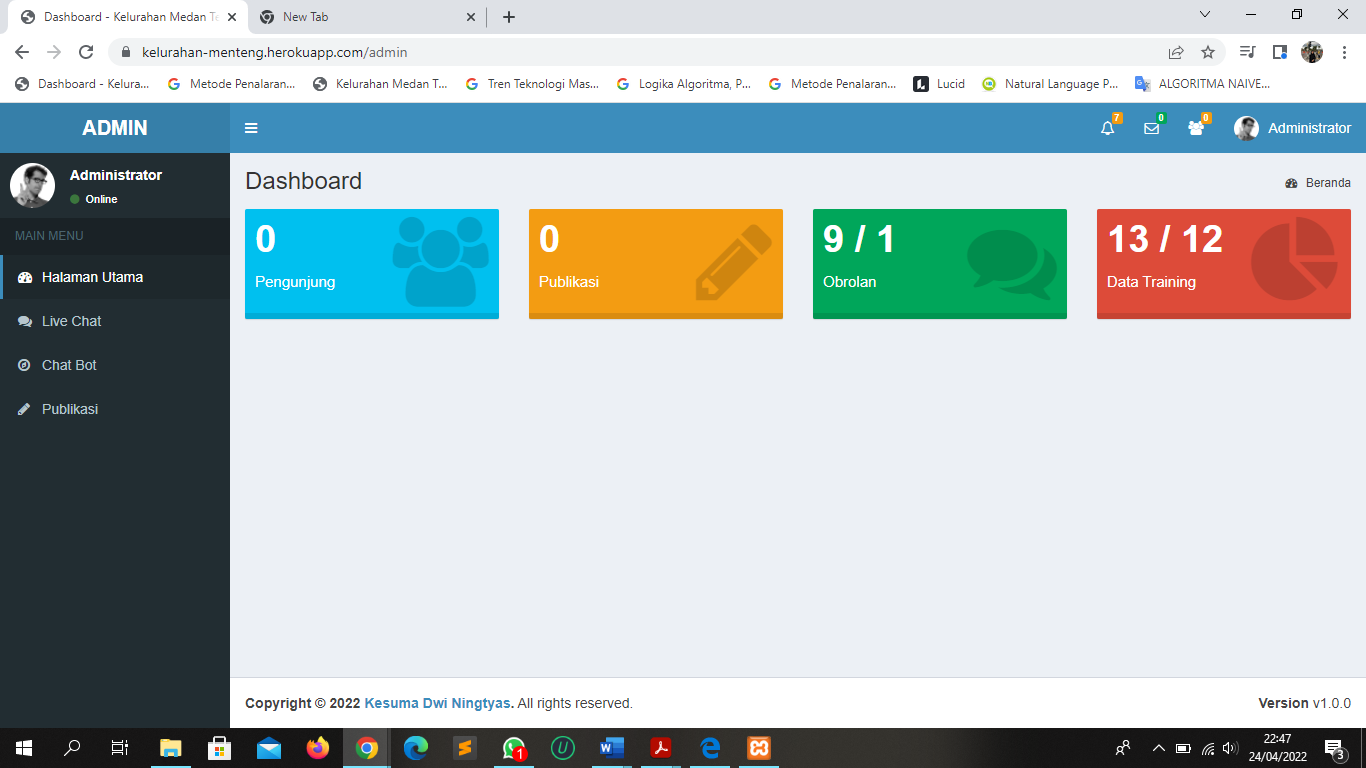 Dashboard - Kelurahan Medan Te
New Tab
kelurahan-menteng.herokuapp.com/admin
Dashboard - Kelura...
Metode Penalaran...
Kelurahan Medan T...
Tren Teknologi Mas...
Logika Algoritma, P...
Metode Penalaran...
Lucid
Natural Language P...
ALGORITMA NAIVE...
ADMIN
7
0
0
Administrator
Administrator
Online
MAIN MENU
Halaman Utama
Live Chat
Chat Bot
Publikasi
Dashboard
Beranda
0
Pengunjung
0
Publikasi
9 / 1
Obrolan
13 / 12
Data Training
Copyright © 2022 Kesuma Dwi Ningtyas. All rights reserved.
Version v1.0.0
1
22:47
24/04/2022
3